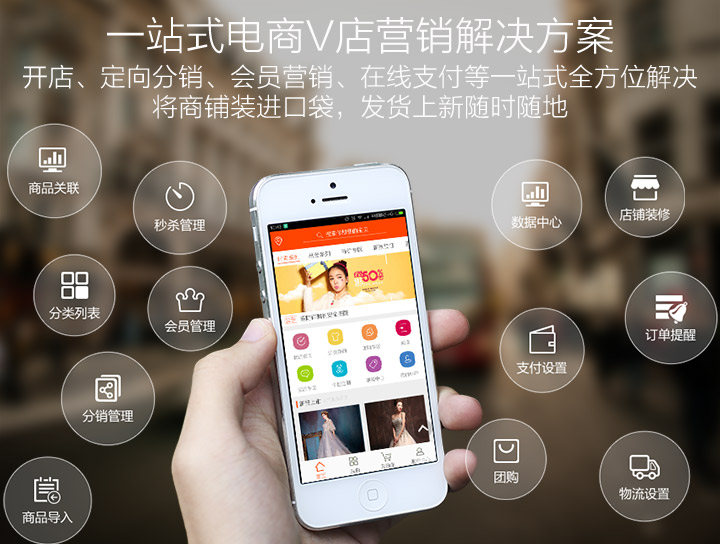 一站式电商V店营销解决方案
开店、定向分销、会员营销、在线支付等一站式全方位解决
将商铺装进口袋，发货上新随时随地
商品关联
秒杀管理
数据中心
店铺装修
分类列表
会员管理
支付设置
订单提醒
分销管理
团购
物流设置
商品导入
50%